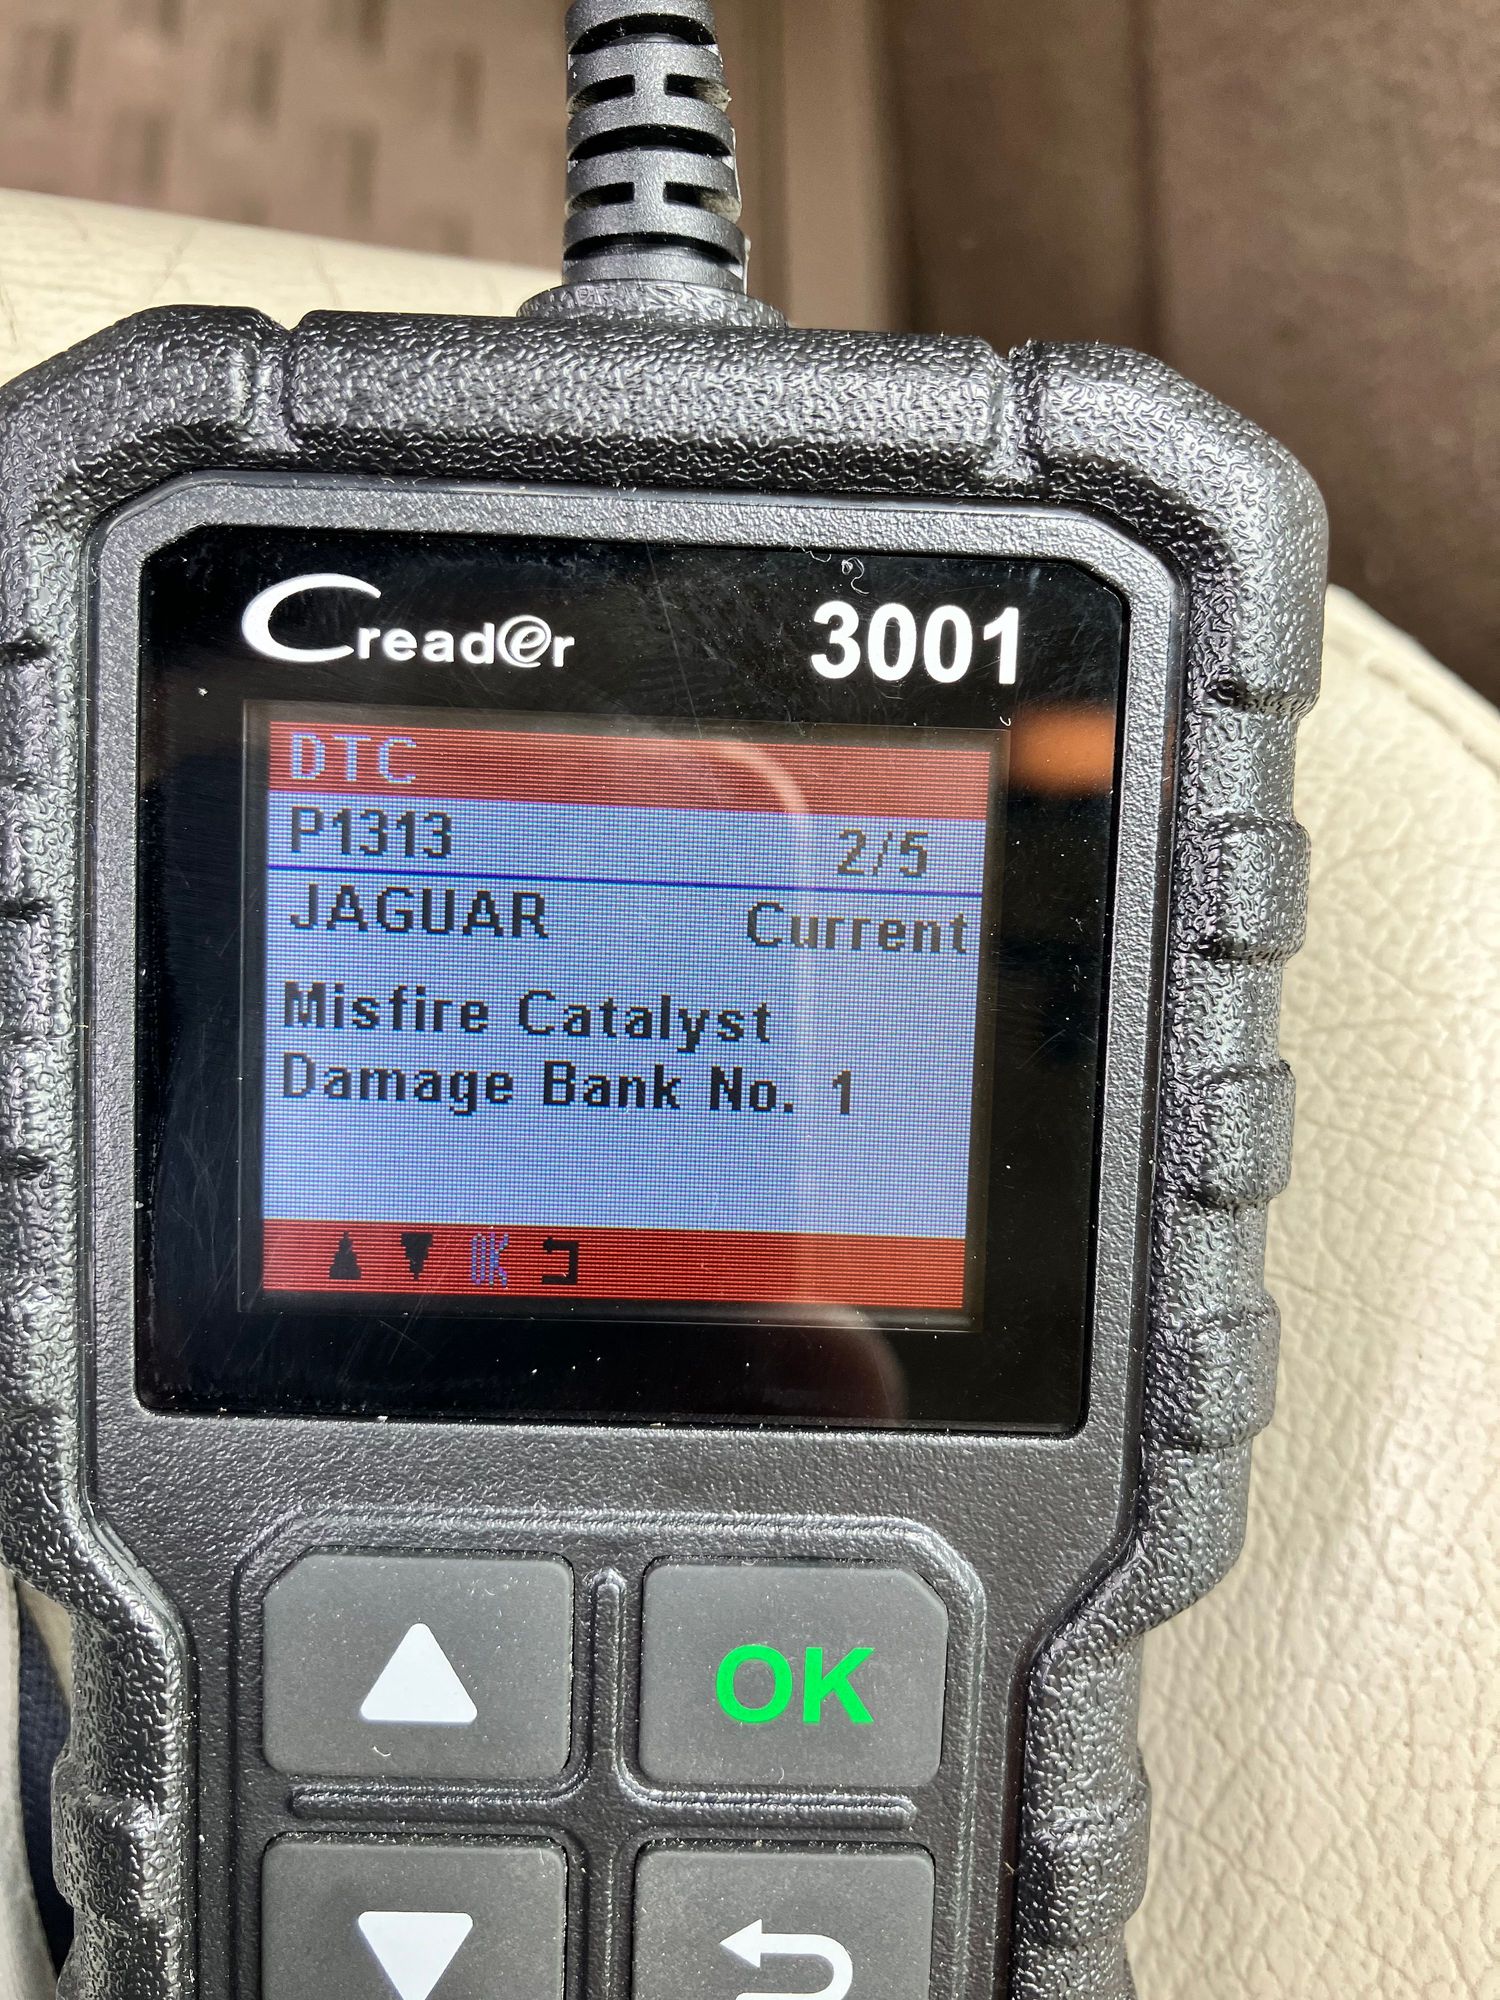 Creader 3001
DTC
P1313 2/5
JAGUAR Current
Misfire Catalyst
Damage Bank No. 1
OK
OK